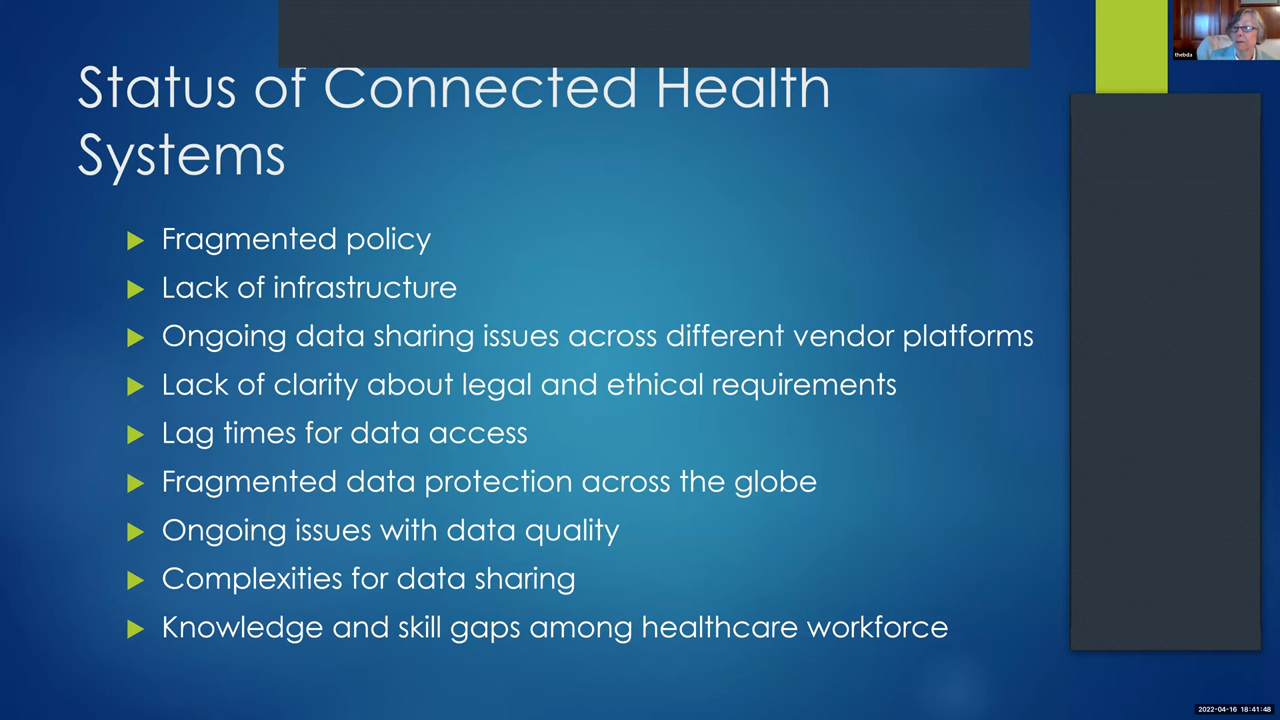 Status of Connected Health
Systems
Fragmented policy
Lack of infrastructure
Ongoing data sharing issues across different vendor platforms
Lack of clarity about legal and ethical requirements
Lag times for data access
Fragmented data protection across the globe
Ongoing issues with data quality
Complexities for data sharing
Knowledge and skill gaps among healthcare workforce
thebda
2022-04-16 18:41:48